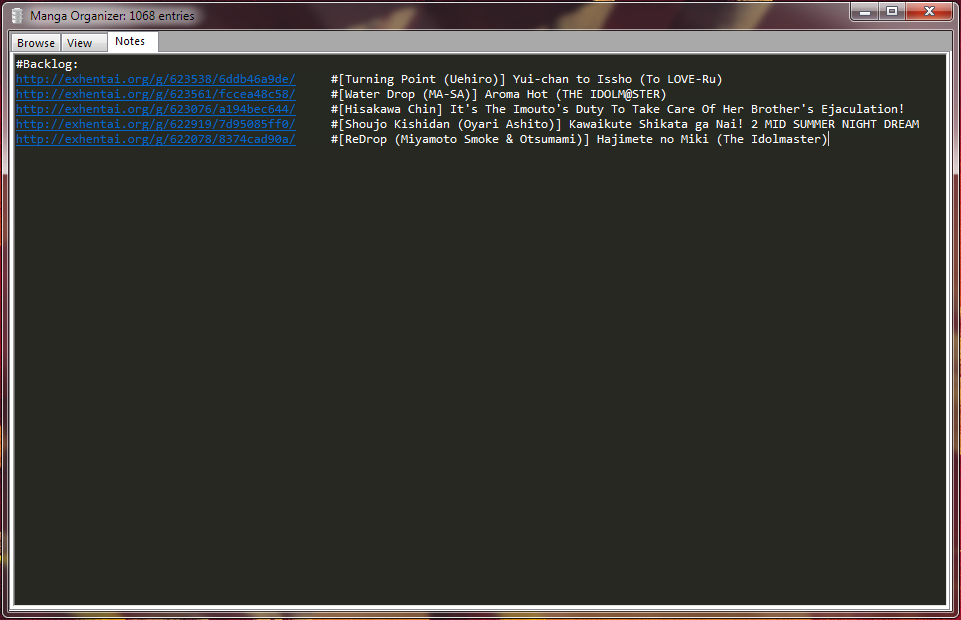 Manga Organizer: 1068 entries
Browse View Notes
#Backlog:
http://exhentai.org/g/623538/6ddb46a9de/ #[Turning Point (Uehiro)] Yui-chan to Issho (To LOVE-Ru)
http://exhentai.org/g/623561/fccea48c58/ #[Water Drop (MA-SA)] Aroma Hot (THE IDOLM@STER)
http://exhentai.org/g/623076/a194bec644/ #[Hisakawa Chin] It's The Imouto's Duty To Take Care Of Her Brother's Ejaculation!
http://exhentai.org/g/622919/7d95085ff0/ #[Shoujo Kishidan (Oyari Ashito)] Kawaikute Shikata ga Nai! 2 MID SUMMER NIGHT DREAM
http://exhentai.org/g/622078/8374cad90a/ #[ReDrop (Miyamoto Smoke & Otsumami)] Hajimete no Miki (The Idolmaster)